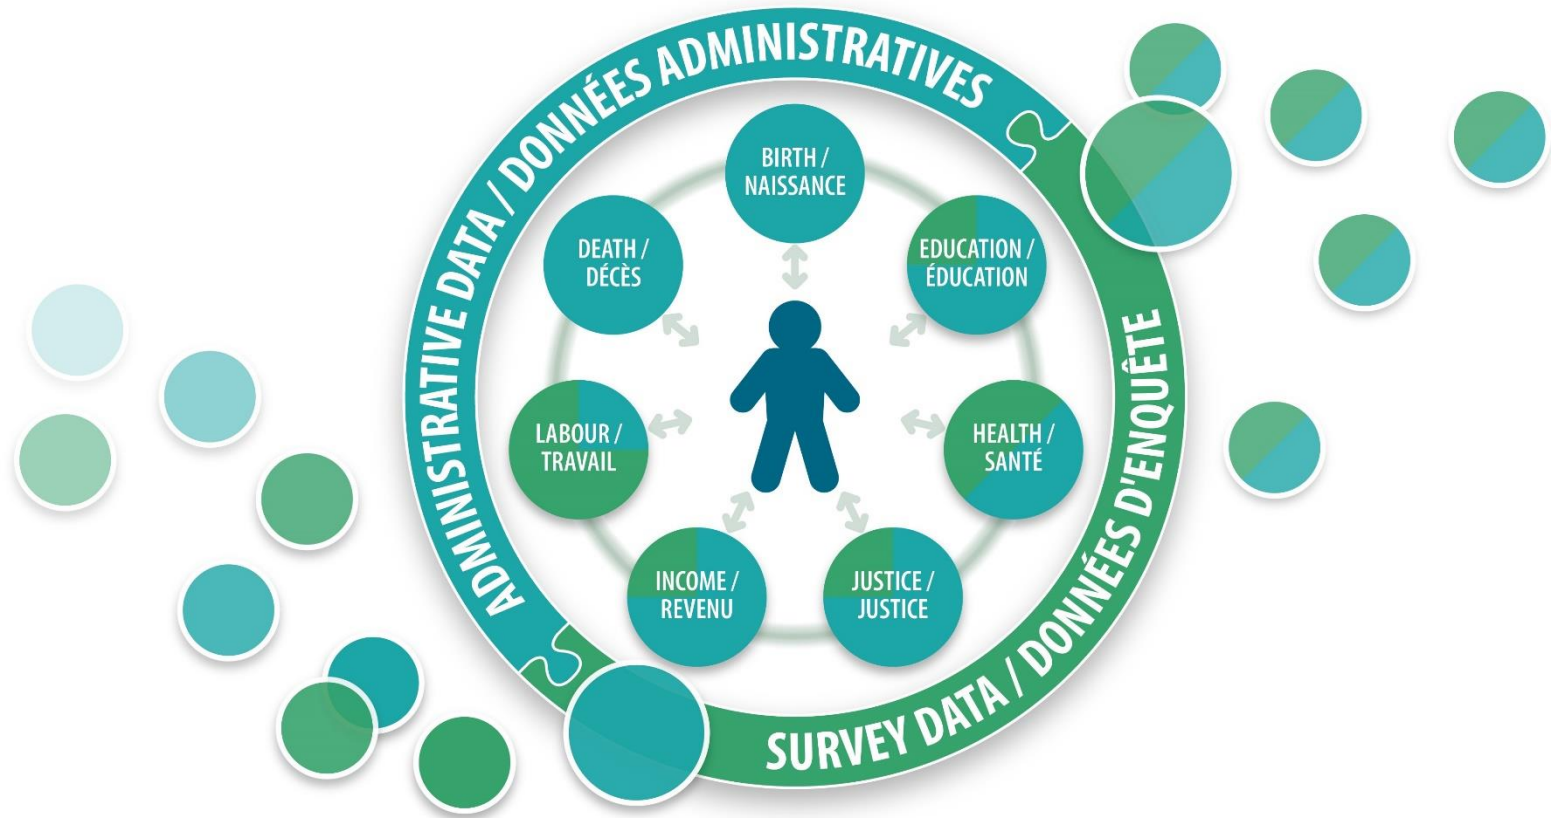 ADMINISTRATIVE DATA / DONNÉES ADMINISTRATIVES
BIRTH /
NAISSANCE
EDUCATION /
ÉDUCATION
HEALTH /
SANTÉ
JUSTICE /
JUSTICE
INCOME /
REVENU
LABOUR /
TRAVAIL
DEATH /
DÉCÈS
SURVEY DATA / DONNÉES D'ENQUÊTE